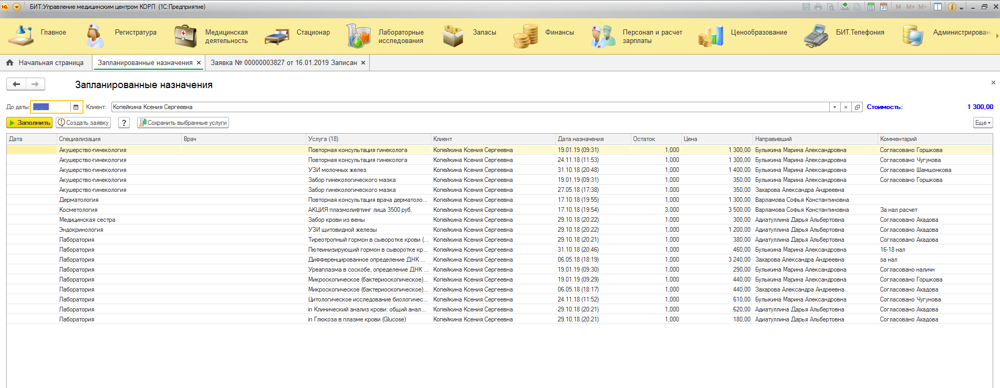 БИТ:Управление медицинским центром КОРП (1С:Предприятие)
М М+ М-
Главное
Регистратура
Медицинская деятельность
Стационар
Лабораторные исследования
Запасы
Финансы
Персонал и расчет зарплаты
Ценообразование
БИТ.Телефония
Администрирован
Начальная страница
Запланированные назначения
Заявка № 00000003827 от 16.01.2019 Записан
Запланированные назначения
До даты: . . Клиент: Копейкина Ксения Сергеевна Стоимость: 1 300,00
Заполнить Создать заявку ? Сохранить выбранные услуги Еще
Дата Специализация Врач Услуга (18) Клиент Дата назначения Остаток Цена Направивший Комментарий
Акушерство-гинекология Повторная консультация гинеколога Копейкина Ксения Сергеевна 19.01.19 (09:31) 1,000 1 300,00 Булыкина Марина Александровна Согласовано Горшкова
Акушерство-гинекология Повторная консультация гинеколога Копейкина Ксения Сергеевна 24.11.18 (11:53) 1,000 1 300,00 Булыкина Марина Александровна Согласовано Чугунова
Акушерство-гинекология УЗИ молочных желез Копейкина Ксения Сергеевна 31.10.18 (20:48) 1,000 1 400,00 Булыкина Марина Александровна Согласовано Шамшонкова
Акушерство-гинекология Забор гинекологического мазка Копейкина Ксения Сергеевна 19.01.19 (09:31) 1,000 350,00 Булыкина Марина Александровна Согласовано Горшкова
Акушерство-гинекология Забор гинекологического мазка Копейкина Ксения Сергеевна 27.05.18 (17:38) 1,000 350,00 Захарова Александра Андреевна
Дерматология Повторная консультация врача дерматоло... Копейкина Ксения Сергеевна 17.10.18 (19:55) 1,000 1 300,00 Варламова Софья Константиновна
Косметология АКЦИЯ плазмолифтинг лица 3500 руб. Копейкина Ксения Сергеевна 17.10.18 (19:54) 3,000 3 500,00 Варламова Софья Константиновна За нал расчет
Медицинская сестра Забор крови из вены Копейкина Ксения Сергеевна 29.10.18 (20:22) 1,000 300,00 Адиатуллина Дарья Альбертовна Согласовано Ахадова
Эндокринология УЗИ щитовидной железы Копейкина Ксения Сергеевна 29.10.18 (20:22) 1,000 1 200,00 Адиатуллина Дарья Альбертовна Согласовано Ахадова
Лаборатория Тиреотропный гормон в сыворотке крови (... Копейкина Ксения Сергеевна 29.10.18 (20:21) 1,000 380,00 Адиатуллина Дарья Альбертовна Согласовано Ахадова
Лаборатория Лютеинизирующий гормон в сыворотке кр... Копейкина Ксения Сергеевна 31.10.18 (20:46) 1,000 460,00 Булыкина Марина Александровна 16-18 нал
Лаборатория Дифференцированное определение ДНК ... Копейкина Ксения Сергеевна 06.05.18 (18:19) 1,000 3 240,00 Захарова Александра Андреевна за нал
Лаборатория Уреаплазма в соскобе, определение ДНК ... Копейкина Ксения Сергеевна 19.01.19 (09:30) 1,000 290,00 Булыкина Марина Александровна Согласовано наличн
Лаборатория Микроскопическое (бактериоскопическое)... Копейкина Ксения Сергеевна 19.01.19 (09:29) 1,000 440,00 Булыкина Марина Александровна Согласовано Горшкова
Лаборатория Микроскопическое (бактериоскопическое)... Копейкина Ксения Сергеевна 06.05.18 (18:17) 1,000 440,00 Захарова Александра Андреевна Согласовано Ахадова
Лаборатория Цитологическое исследование биологичес... Копейкина Ксения Сергеевна 24.11.18 (11:52) 1,000 610,00 Булыкина Марина Александровна Согласовано Чугунова
Лаборатория in Клинический анализ крови: общий анал... Копейкина Ксения Сергеевна 29.10.18 (20:21) 1,000 620,00 Адиатуллина Дарья Альбертовна Согласовано Ахадова
Лаборатория in Глюкоза в плазме крови (Glucose) Копейкина Ксения Сергеевна 29.10.18 (20:21) 1,000 180,00 Адиатуллина Дарья Альбертовна Согласовано Ахадова